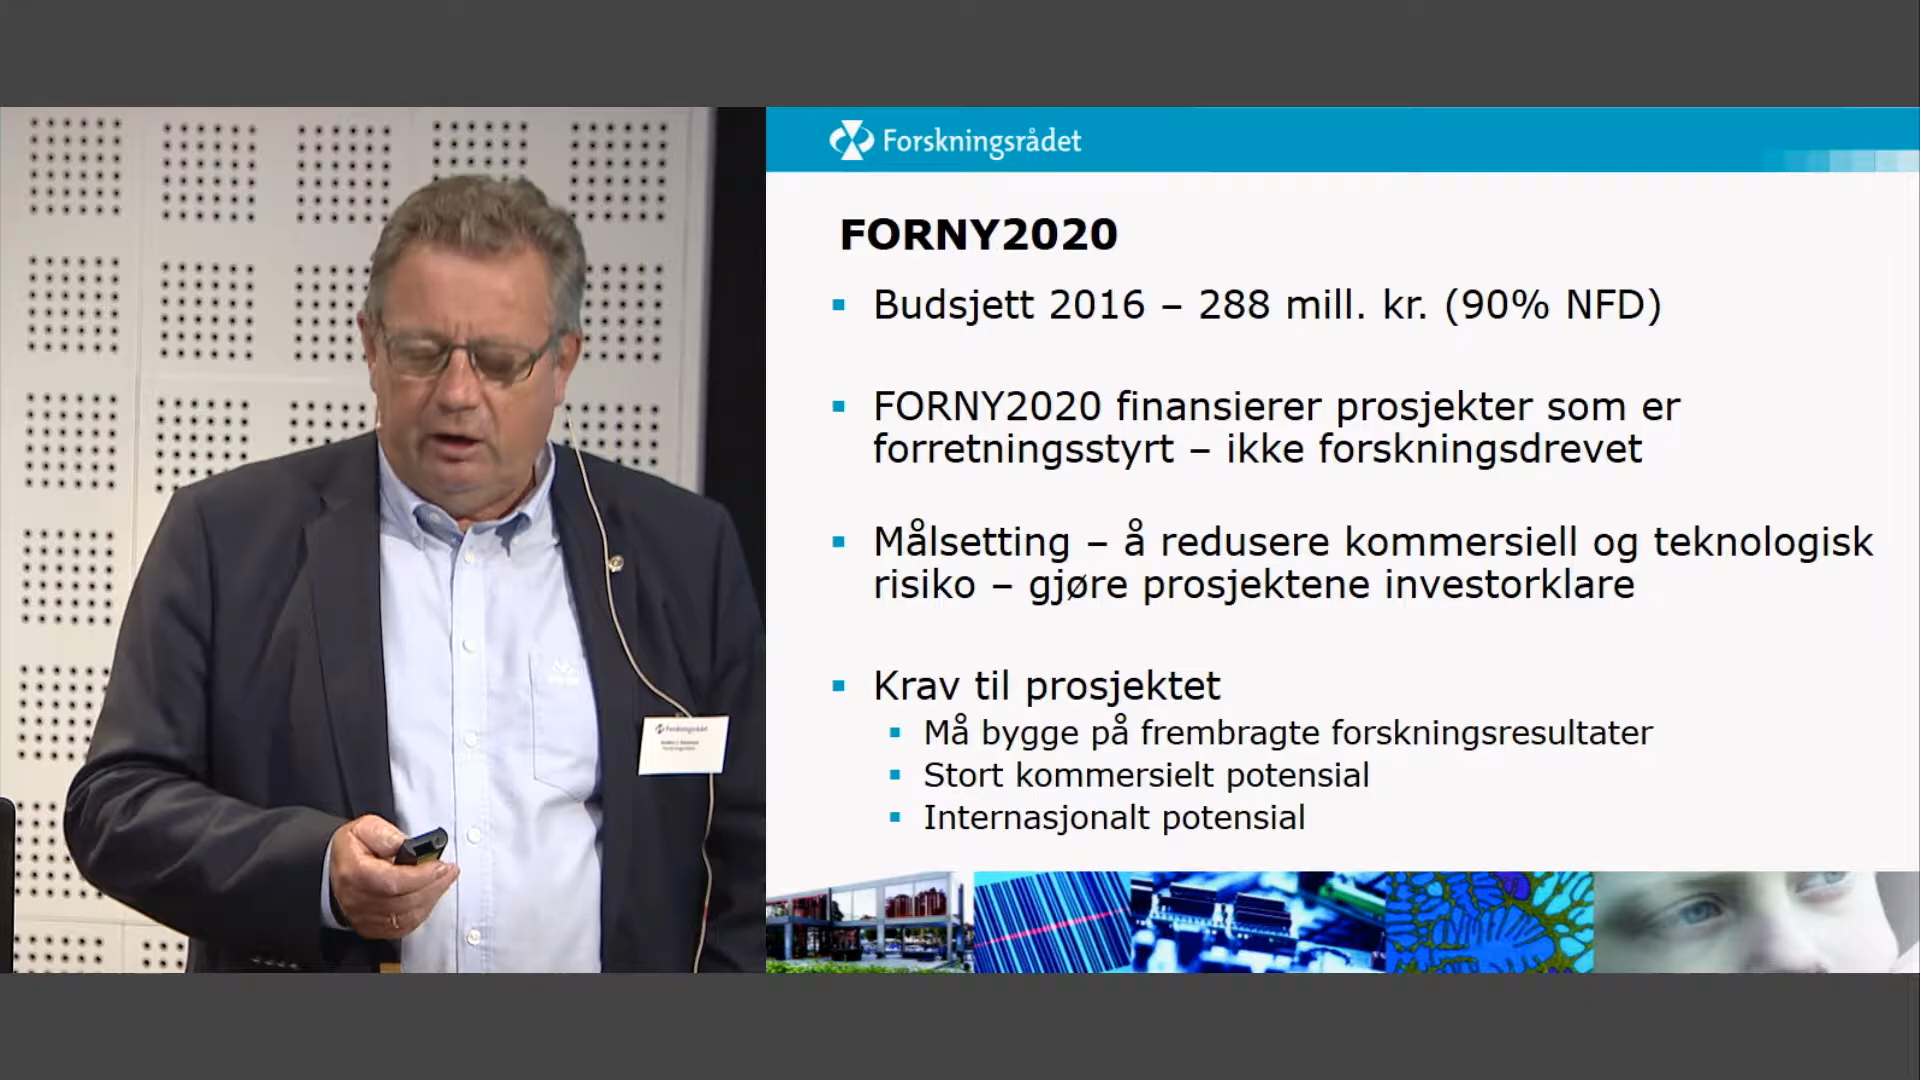 Forskningsrådet
FORNY2020
Budsjett 2016 – 288 mill. kr. (90% NFD)
FORNY2020 finansierer prosjekter som er
forretningsstyrt – ikke forskningsdrevet
Målsetting – å redusere kommersiell og teknologisk
risiko – gjøre prosjektene investorklare
Krav til prosjektet
Må bygge på frembragte forskningsresultater
Stort kommersielt potensial
Internasjonalt potensial
Forskningsrådet